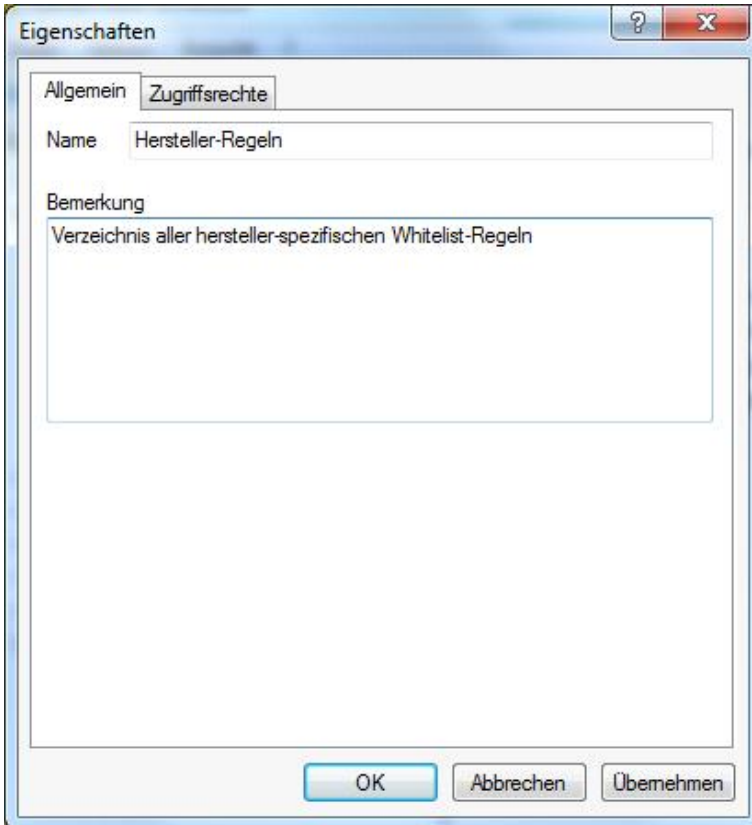 Eigenschaften
?
Allgemein
Zugriffsrechte
Name
Hersteller-Regeln
Bemerkung
Verzeichnis aller hersteller-spezifischen Whitelist-Regeln
OK
Abbrechen
Übernehmen